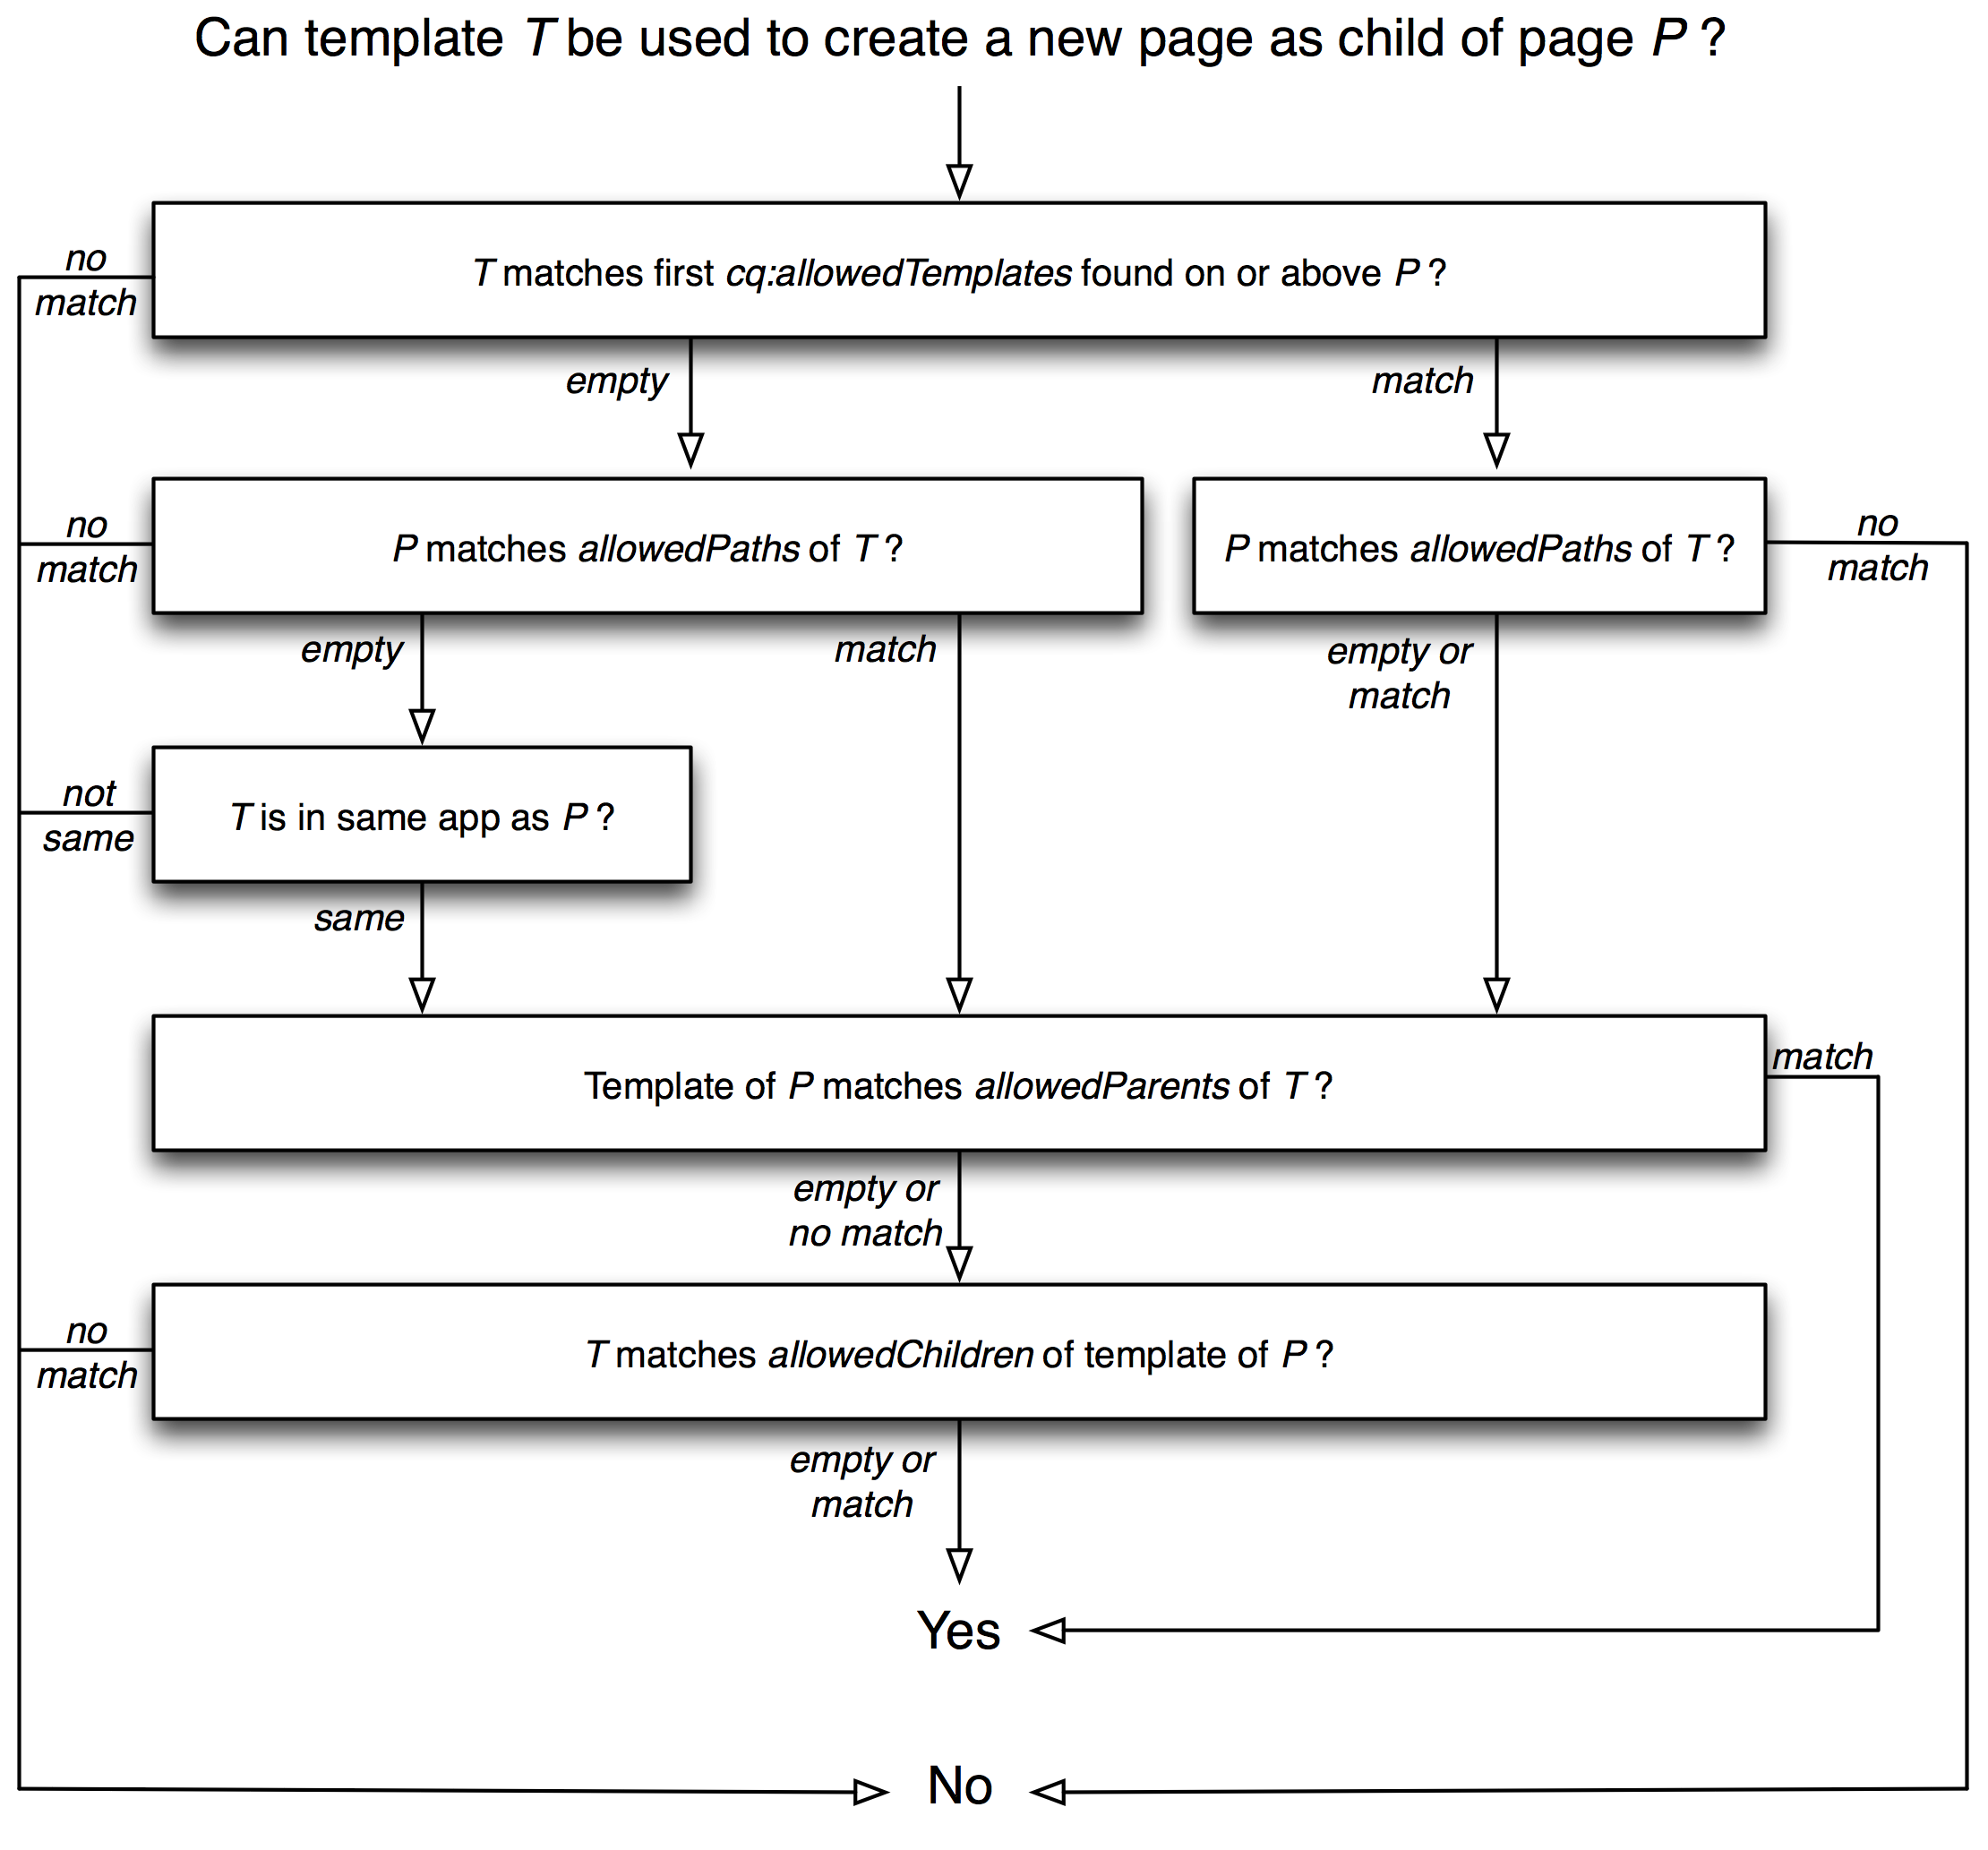 Can template T be used to create a new page as child of page P ?
no
match
T matches first cq:allowedTemplates found on or above P ?
empty
match
no
match
P matches allowedPaths of T ?
P matches allowedPaths of T ?
no
match
empty
match
empty or
match
not
same
T is in same app as P ?
same
Template of P matches allowedParents of T ?
match
empty or
no match
no
match
T matches allowedChildren of template of P ?
empty or
match
Yes
No